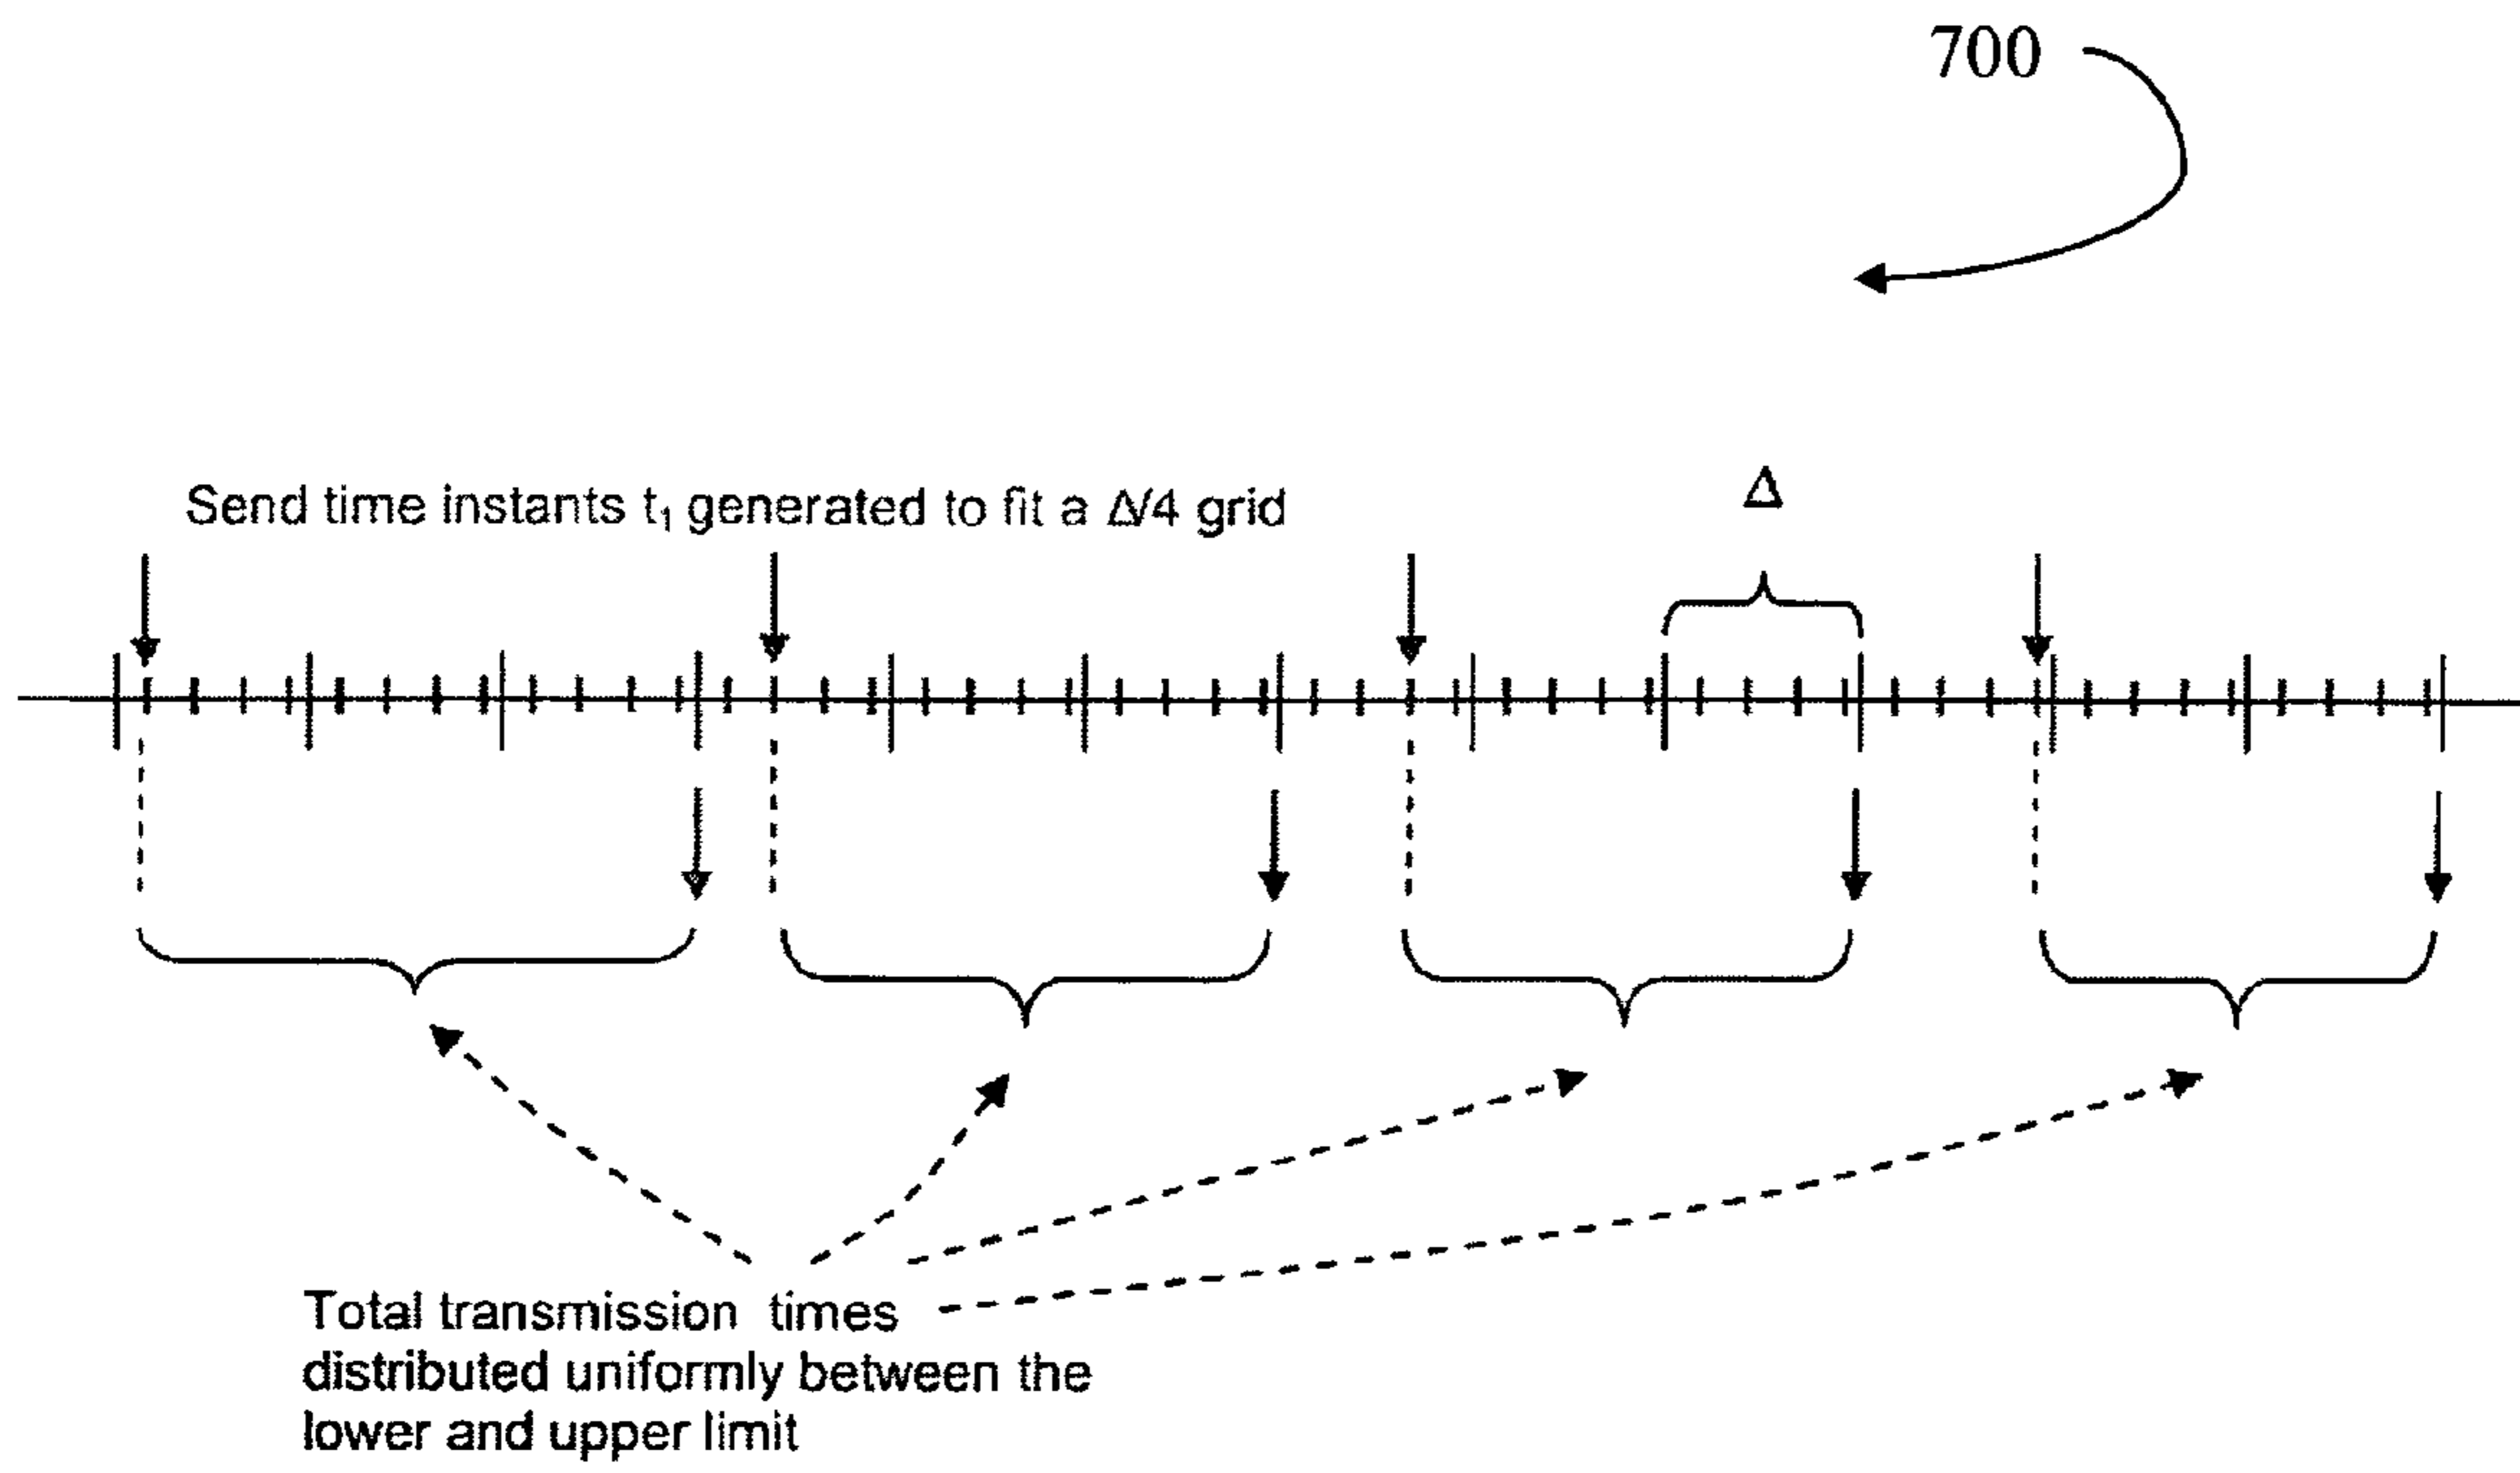 700
Send time instants t₁ generated to fit a Δ/4 grid
Δ
Total transmission times
distributed uniformly between the
lower and upper limit